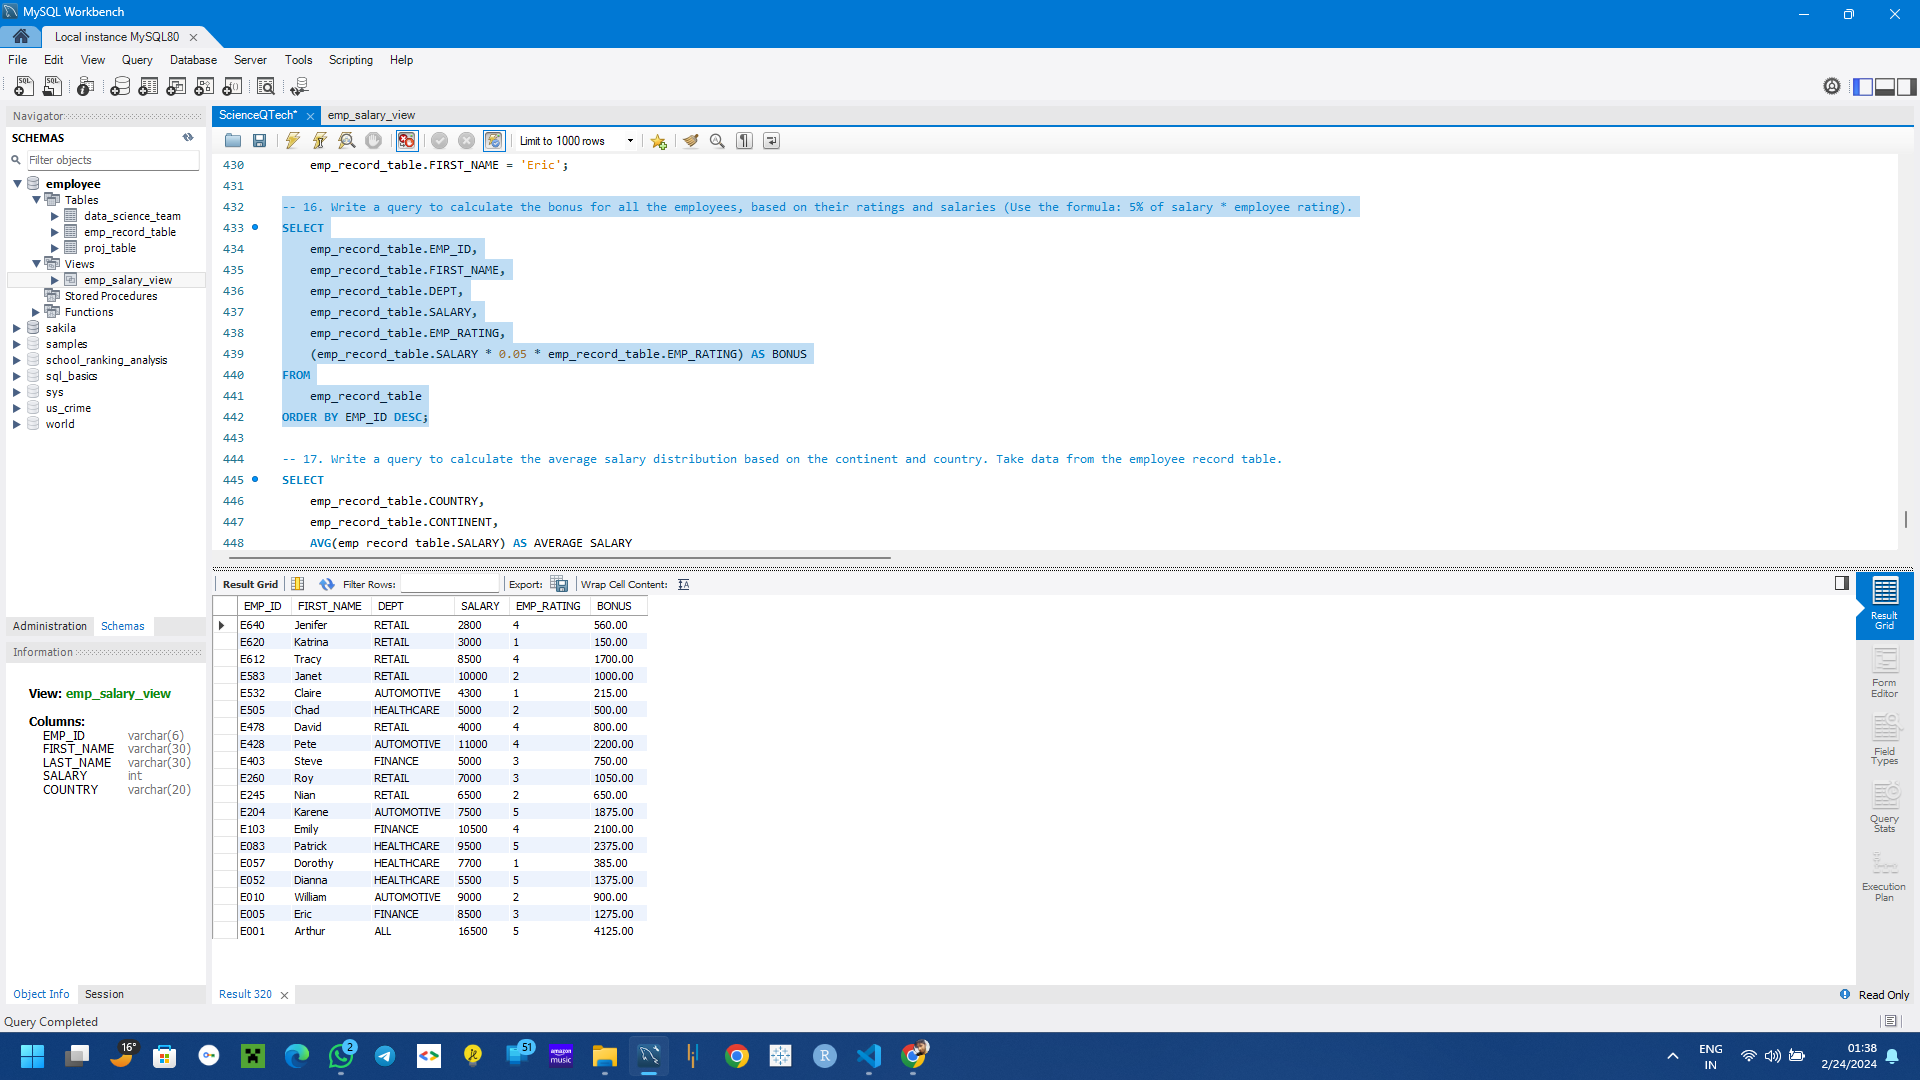 MySQL Workbench
Local instance MySQL80
File Edit View Query Database Server Tools Scripting Help
Navigator
SCHEMAS
Filter objects
employee
Tables
data_science_team
emp_record_table
proj_table
Views
emp_salary_view
Stored Procedures
Functions
sakila
samples
school_ranking_analysis
sql_basics
sys
us_crime
world
Administration Schemas
Information
View: emp_salary_view
Columns:
EMP_ID varchar(6)
FIRST_NAME varchar(30)
LAST_NAME varchar(30)
SALARY int
COUNTRY varchar(20)
Object Info Session
ScienceQTech* emp_salary_view
Limit to 1000 rows
430 emp_record_table.FIRST_NAME = 'Eric';
431
432 -- 16. Write a query to calculate the bonus for all the employees, based on their ratings and salaries (Use the formula: 5% of salary * employee rating).
433 SELECT
434 emp_record_table.EMP_ID,
435 emp_record_table.FIRST_NAME,
436 emp_record_table.DEPT,
437 emp_record_table.SALARY,
438 emp_record_table.EMP_RATING,
439 (emp_record_table.SALARY * 0.05 * emp_record_table.EMP_RATING) AS BONUS
440 FROM
441 emp_record_table
442 ORDER BY EMP_ID DESC;
443
444 -- 17. Write a query to calculate the average salary distribution based on the continent and country. Take data from the employee record table.
445 SELECT
446 emp_record_table.COUNTRY,
447 emp_record_table.CONTINENT,
448 AVG(emp_record_table.SALARY) AS AVERAGE_SALARY
Result Grid Filter Rows: Export: Wrap Cell Content:
EMP_ID FIRST_NAME DEPT SALARY EMP_RATING BONUS
E640 Jenifer RETAIL 2800 4 560.00
E620 Katrina RETAIL 3000 1 150.00
E612 Tracy RETAIL 8500 4 1700.00
E583 Janet RETAIL 10000 2 1000.00
E532 Claire AUTOMOTIVE 4300 1 215.00
E505 Chad HEALTHCARE 5000 2 500.00
E478 David RETAIL 4000 4 800.00
E428 Pete AUTOMOTIVE 11000 4 2200.00
E403 Steve FINANCE 5000 3 750.00
E260 Roy RETAIL 7000 3 1050.00
E245 Nian RETAIL 6500 2 650.00
E204 Karene AUTOMOTIVE 7500 5 1875.00
E103 Emily FINANCE 10500 4 2100.00
E083 Patrick HEALTHCARE 9500 5 2375.00
E057 Dorothy HEALTHCARE 7700 1 385.00
E052 Dianna HEALTHCARE 5500 5 1375.00
E010 William AUTOMOTIVE 9000 2 900.00
E005 Eric FINANCE 8500 3 1275.00
E001 Arthur ALL 16500 5 4125.00
Result
Grid
Form
Editor
Field
Types
Query
Stats
Execution
Plan
Result 320
Read Only
Query Completed
16°
2
51
amazon
music
R
ENG
IN
01:38
2/24/2024